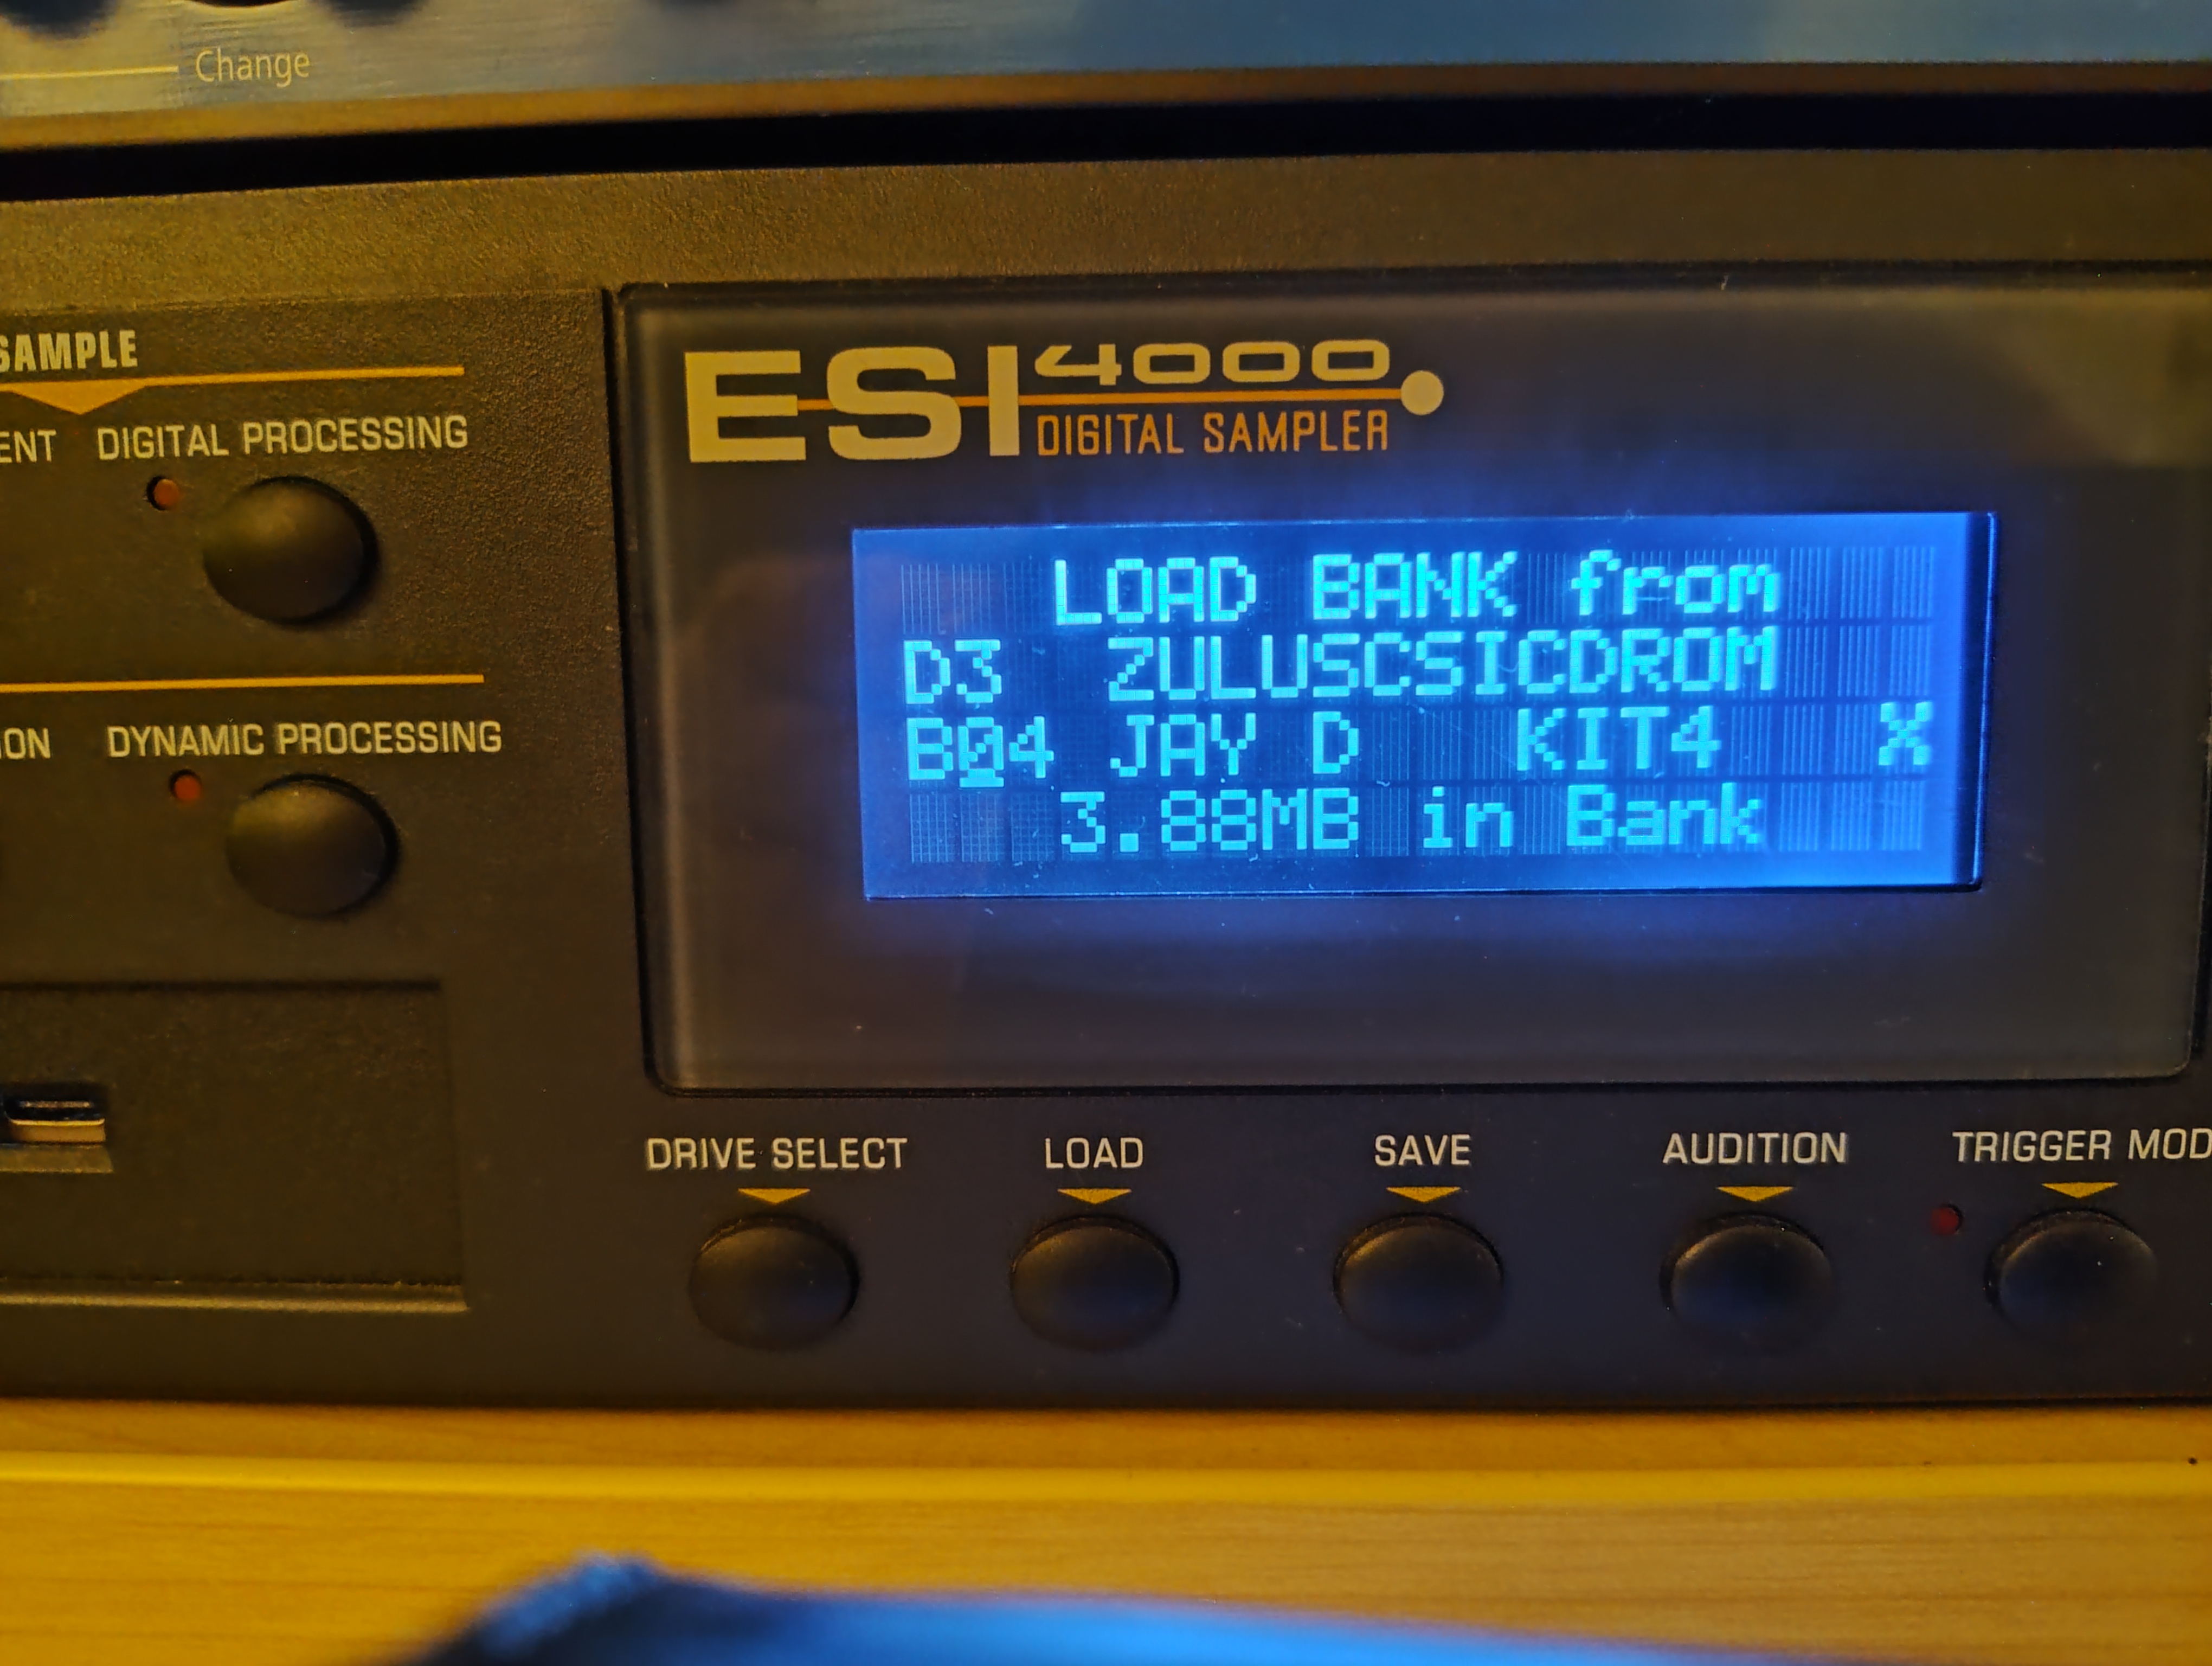 Change
SAMPLE
ENT
DIGITAL PROCESSING
ION
DYNAMIC PROCESSING
ESI 4000
DIGITAL SAMPLER
LOAD BANK from
D3 ZULUSCSICDROM
B04 JAY D KIT4 X
3.88MB in Bank
DRIVE SELECT
LOAD
SAVE
AUDITION
TRIGGER MOD